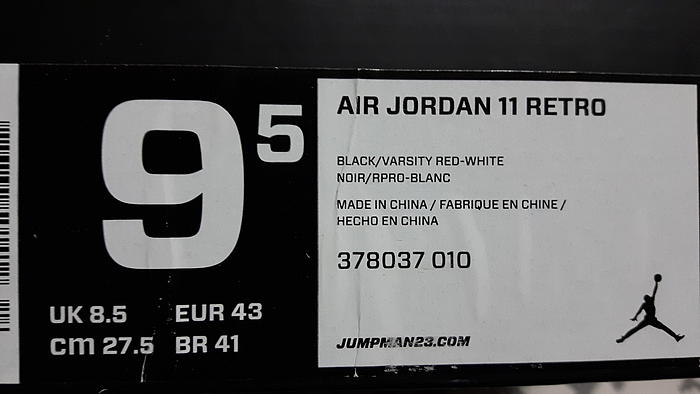 9 5
UK 8.5 EUR 43
cm 27.5 BR 41
AIR JORDAN 11 RETRO
BLACK/VARSITY RED-WHITE
NOIR/RPRO-BLANC
MADE IN CHINA / FABRIQUE EN CHINE /
HECHO EN CHINA
378037 010
JUMPMAN23.COM